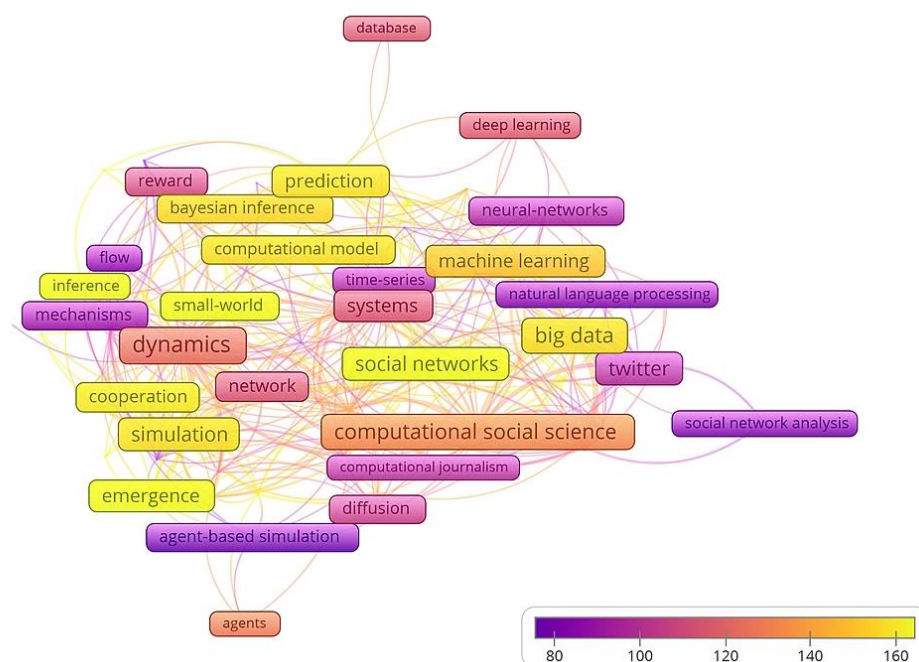 database
deep learning
reward
prediction
bayesian inference
neural-networks
computational model
flow
machine learning
time-series
inference
natural language processing
small-world
systems
mechanisms
big data
dynamics
social networks
twitter
network
cooperation
social network analysis
simulation
computational social science
computational journalism
emergence
diffusion
agent-based simulation
agents
80 100 120 140 160